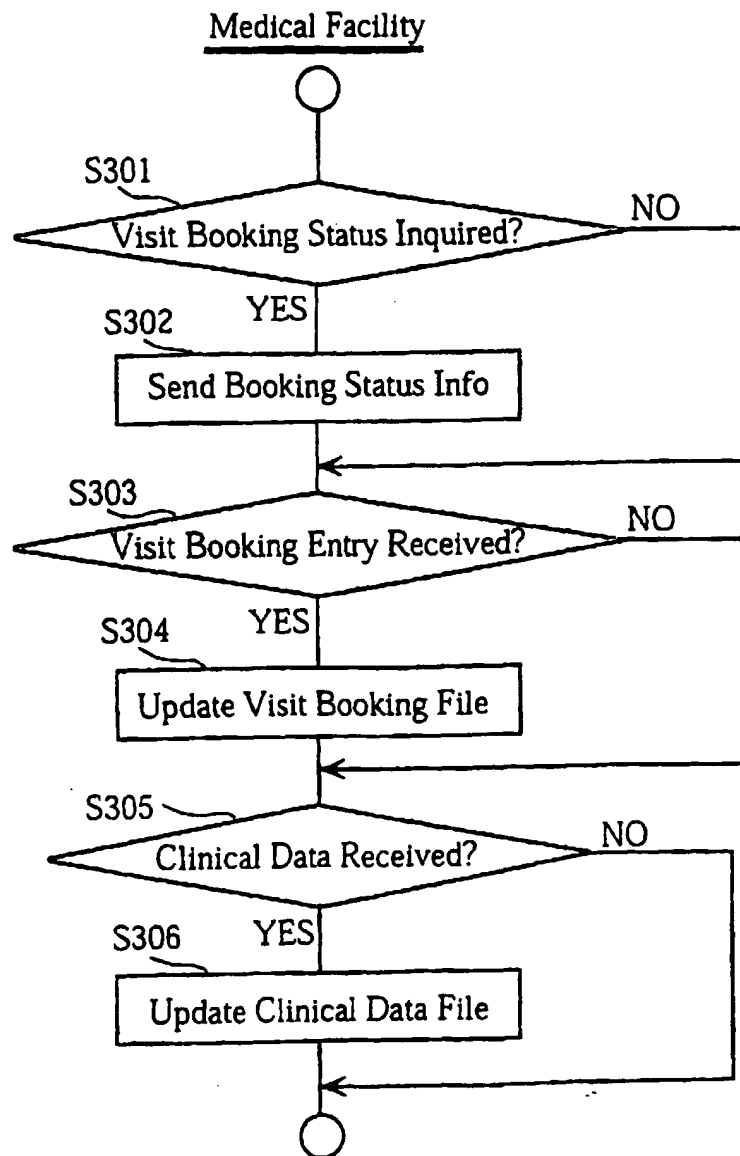 Medical Facility
S301
Visit Booking Status Inquired?
NO
YES
S302
Send Booking Status Info
S303
Visit Booking Entry Received?
NO
YES
S304
Update Visit Booking File
S305
Clinical Data Received?
NO
YES
S306
Update Clinical Data File